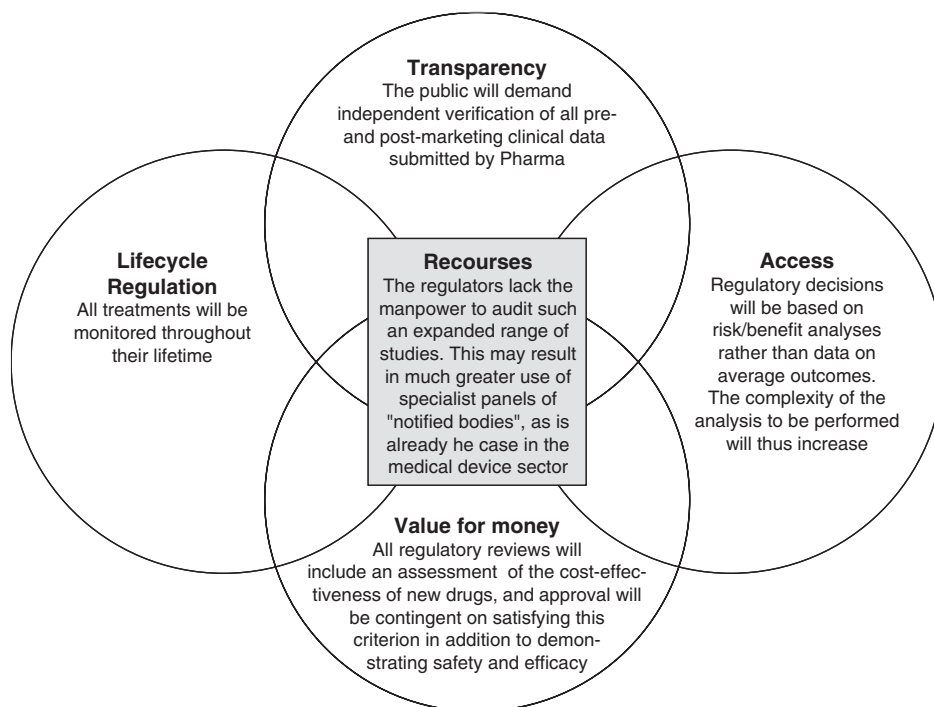 Transparency
The public will demand
independent verification of all pre-
and post-marketing clinical data
submitted by Pharma
Lifecycle
Regulation
All treatments will be
monitored throughout
their lifetime
Recourses
The regulators lack the
manpower to audit such
an expanded range of
studies. This may result
in much greater use of
specialist panels of
"notified bodies", as is
already he case in the
medical device sector
Access
Regulatory decisions
will be based on
risk/benefit analyses
rather than data on
average outcomes.
The complexity of the
analysis to be performed
will thus increase
Value for money
All regulatory reviews will
include an assessment of the cost-effec-
tiveness of new drugs, and approval will
be contingent on satisfying this
criterion in addition to demon-
strating safety and efficacy